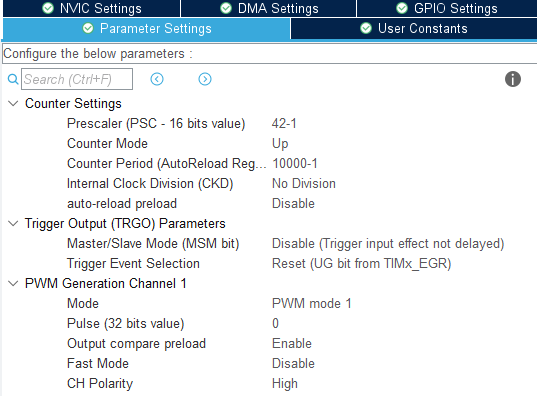 NVIC Settings DMA Settings GPIO Settings
Parameter Settings User Constants
Configure the below parameters :
Search (Ctrl+F)
Counter Settings
Prescaler (PSC - 16 bits value) 42-1
Counter Mode Up
Counter Period (AutoReload Reg... 10000-1
Internal Clock Division (CKD) No Division
auto-reload preload Disable
Trigger Output (TRGO) Parameters
Master/Slave Mode (MSM bit) Disable (Trigger input effect not delayed)
Trigger Event Selection Reset (UG bit from TIMx_EGR)
PWM Generation Channel 1
Mode PWM mode 1
Pulse (32 bits value) 0
Output compare preload Enable
Fast Mode Disable
CH Polarity High